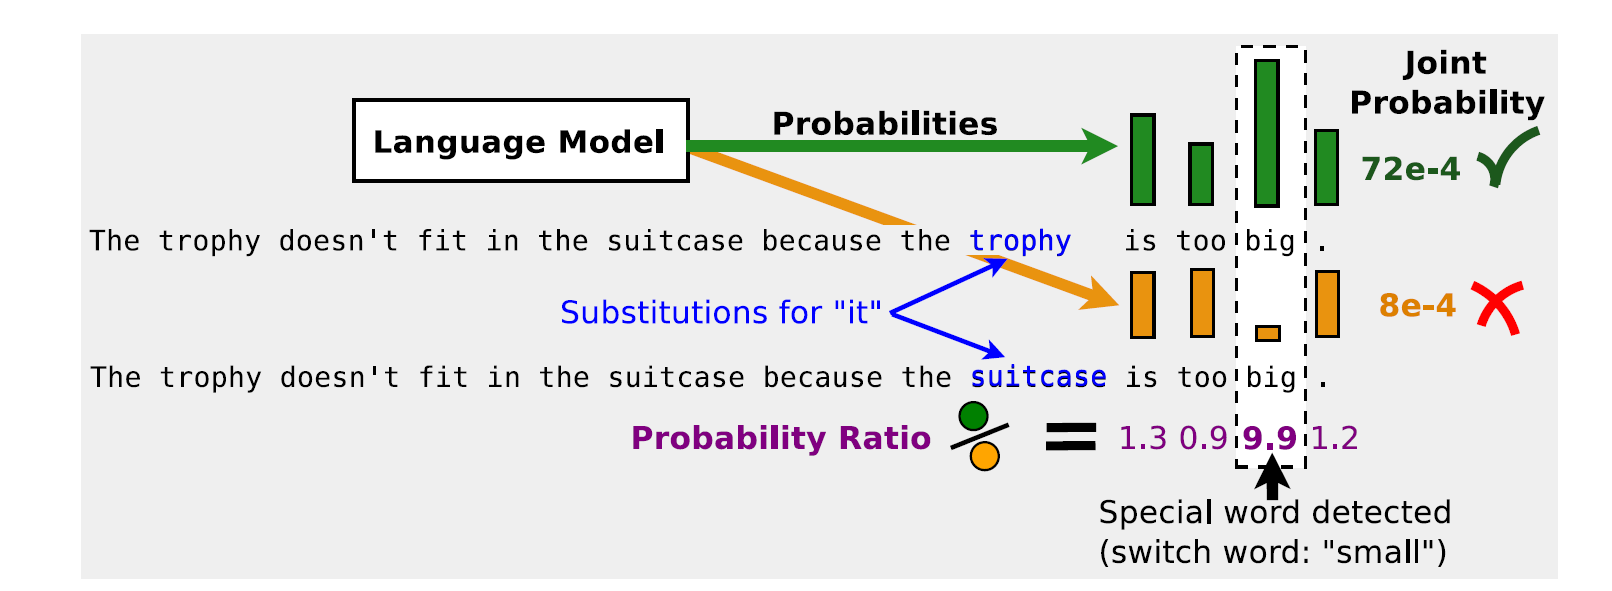 Joint
Probability
Language Model
Probabilities
72e-4
The trophy doesn't fit in the suitcase because the trophy is too big .
Substitutions for "it"
8e-4
The trophy doesn't fit in the suitcase because the suitcase is too big .
Probability Ratio = 1.3 0.9 9.9 1.2
Special word detected
(switch word: "small")